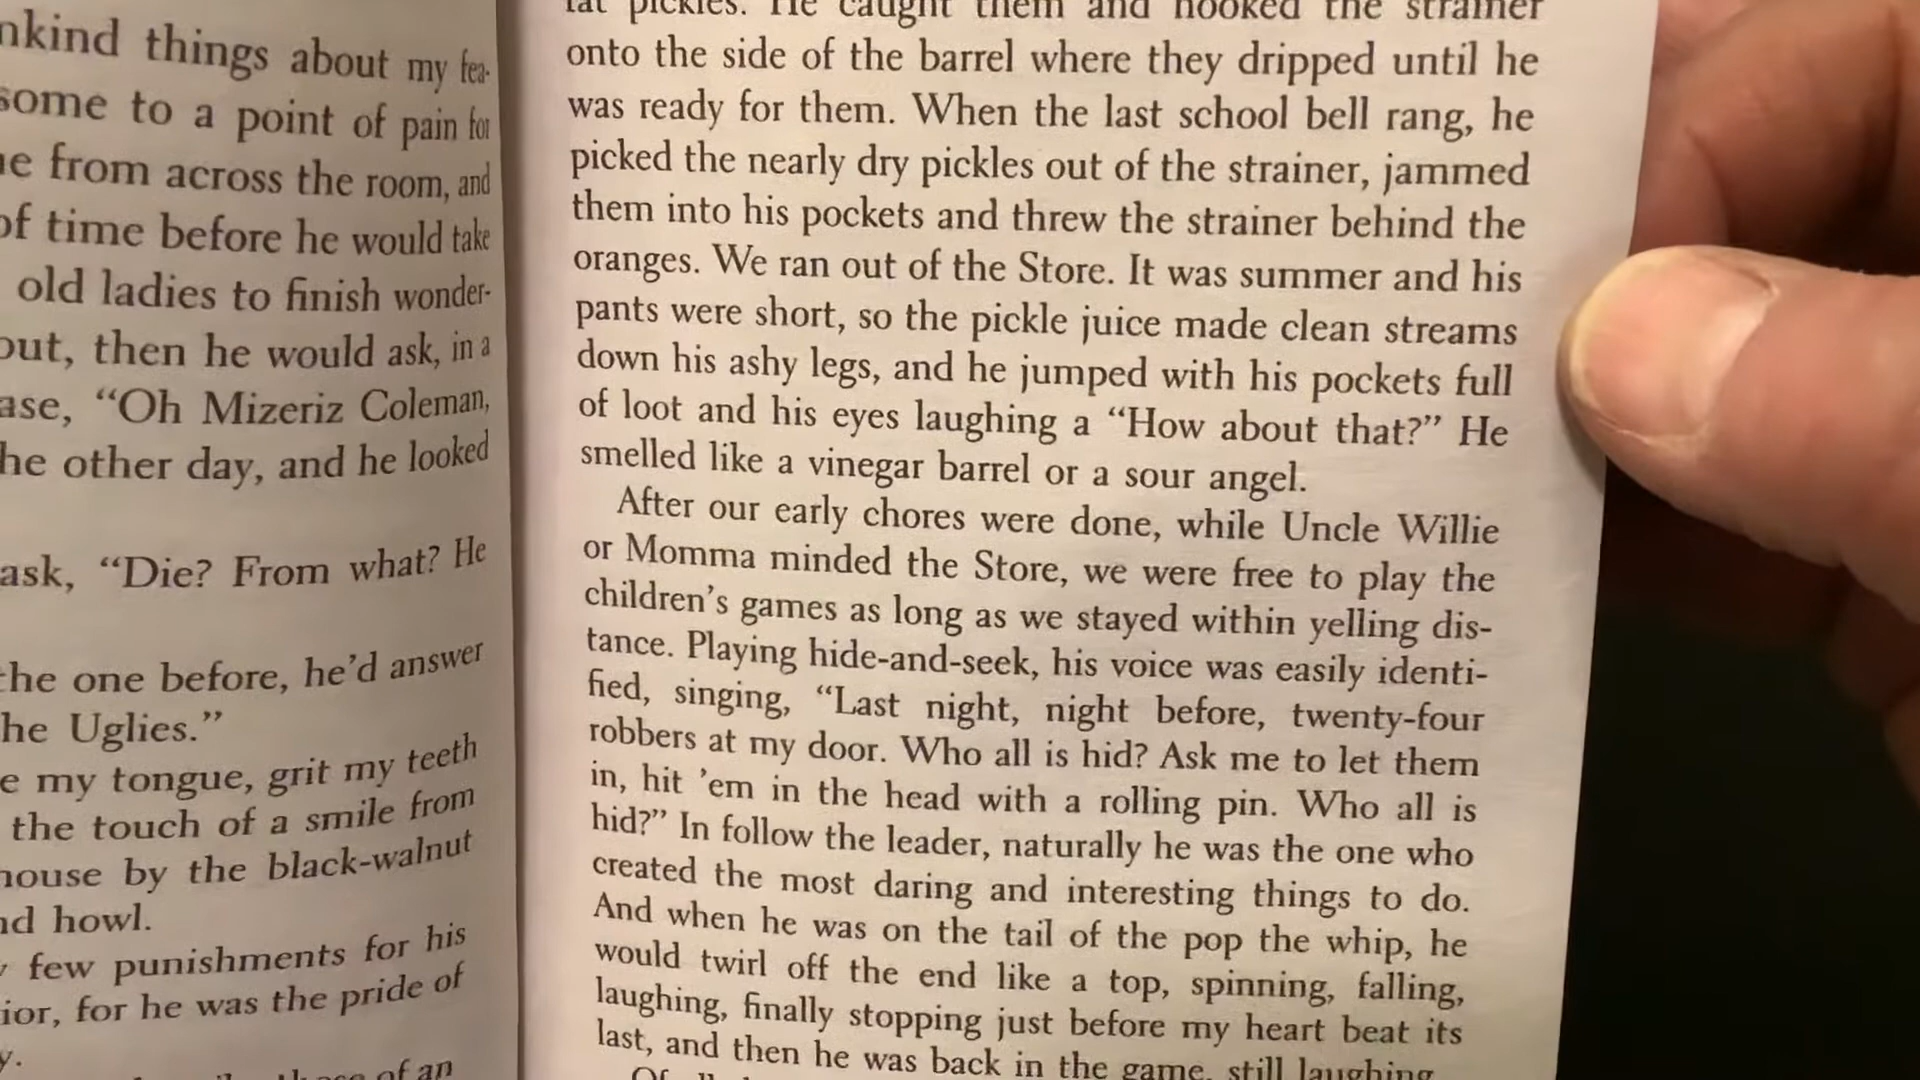 nkind things about my fea-
some to a point of pain for
e from across the room, and
of time before he would take
old ladies to finish wonder-
out, then he would ask, in a
ase, “Oh Mizeriz Coleman,
he other day, and he looked
ask, “Die? From what? He
the one before, he’d answer
he Uglies.”
e my tongue, grit my teeth
the touch of a smile from
house by the black-walnut
nd howl.
few punishments for his
ior, for he was the pride of
y.
of an
fat pickles. He caught them and hooked the strainer
onto the side of the barrel where they dripped until he
was ready for them. When the last school bell rang, he
picked the nearly dry pickles out of the strainer, jammed
them into his pockets and threw the strainer behind the
oranges. We ran out of the Store. It was summer and his
pants were short, so the pickle juice made clean streams
down his ashy legs, and he jumped with his pockets full
of loot and his eyes laughing a “How about that?” He
smelled like a vinegar barrel or a sour angel.
After our early chores were done, while Uncle Willie
or Momma minded the Store, we were free to play the
children’s games as long as we stayed within yelling dis-
tance. Playing hide-and-seek, his voice was easily identi-
fied, singing, “Last night, night before, twenty-four
robbers at my door. Who all is hid? Ask me to let them
in, hit ’em in the head with a rolling pin. Who all is
hid?” In follow the leader, naturally he was the one who
created the most daring and interesting things to do.
And when he was on the tail of the pop the whip, he
would twirl off the end like a top, spinning, falling,
laughing, finally stopping just before my heart beat its
last, and then he was back in the game, still laughing.